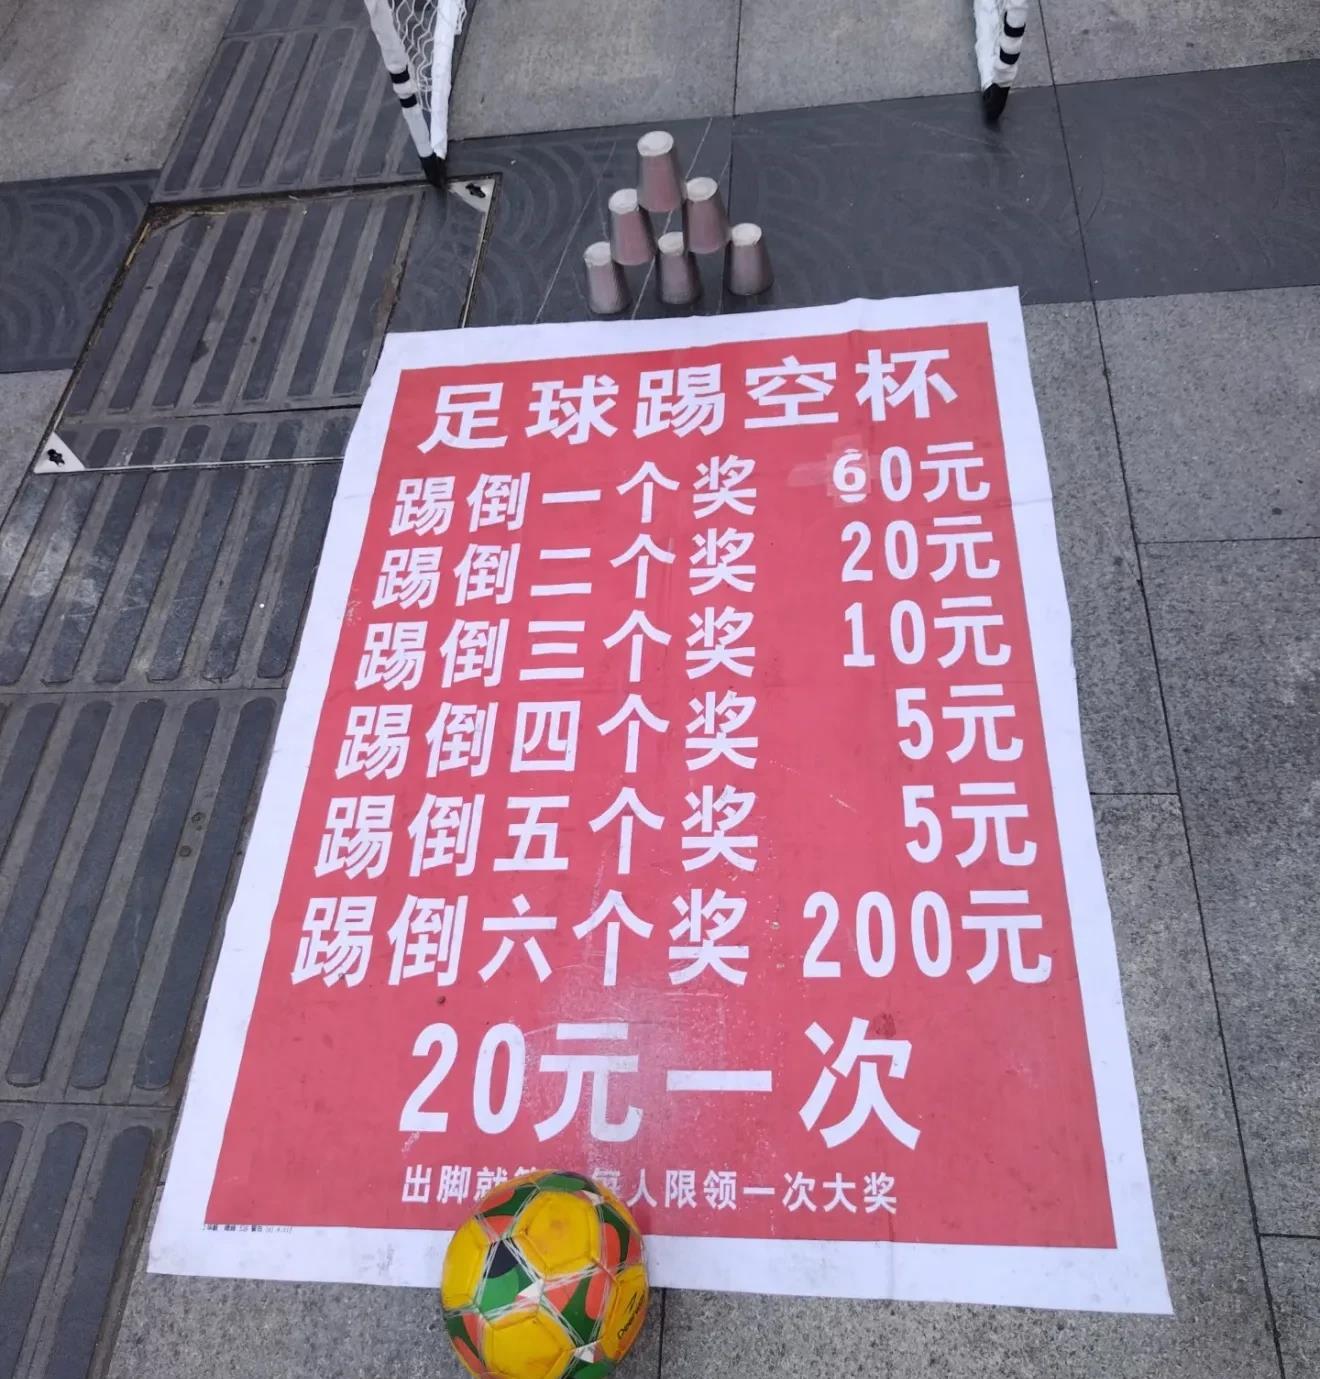 足球踢空杯
踢倒一个奖 60元
踢倒二个奖 20元
踢倒三个奖 10元
踢倒四个奖 5元
踢倒五个奖 5元
踢倒六个奖 200元
20元一次
出脚就 每人限领一次大奖